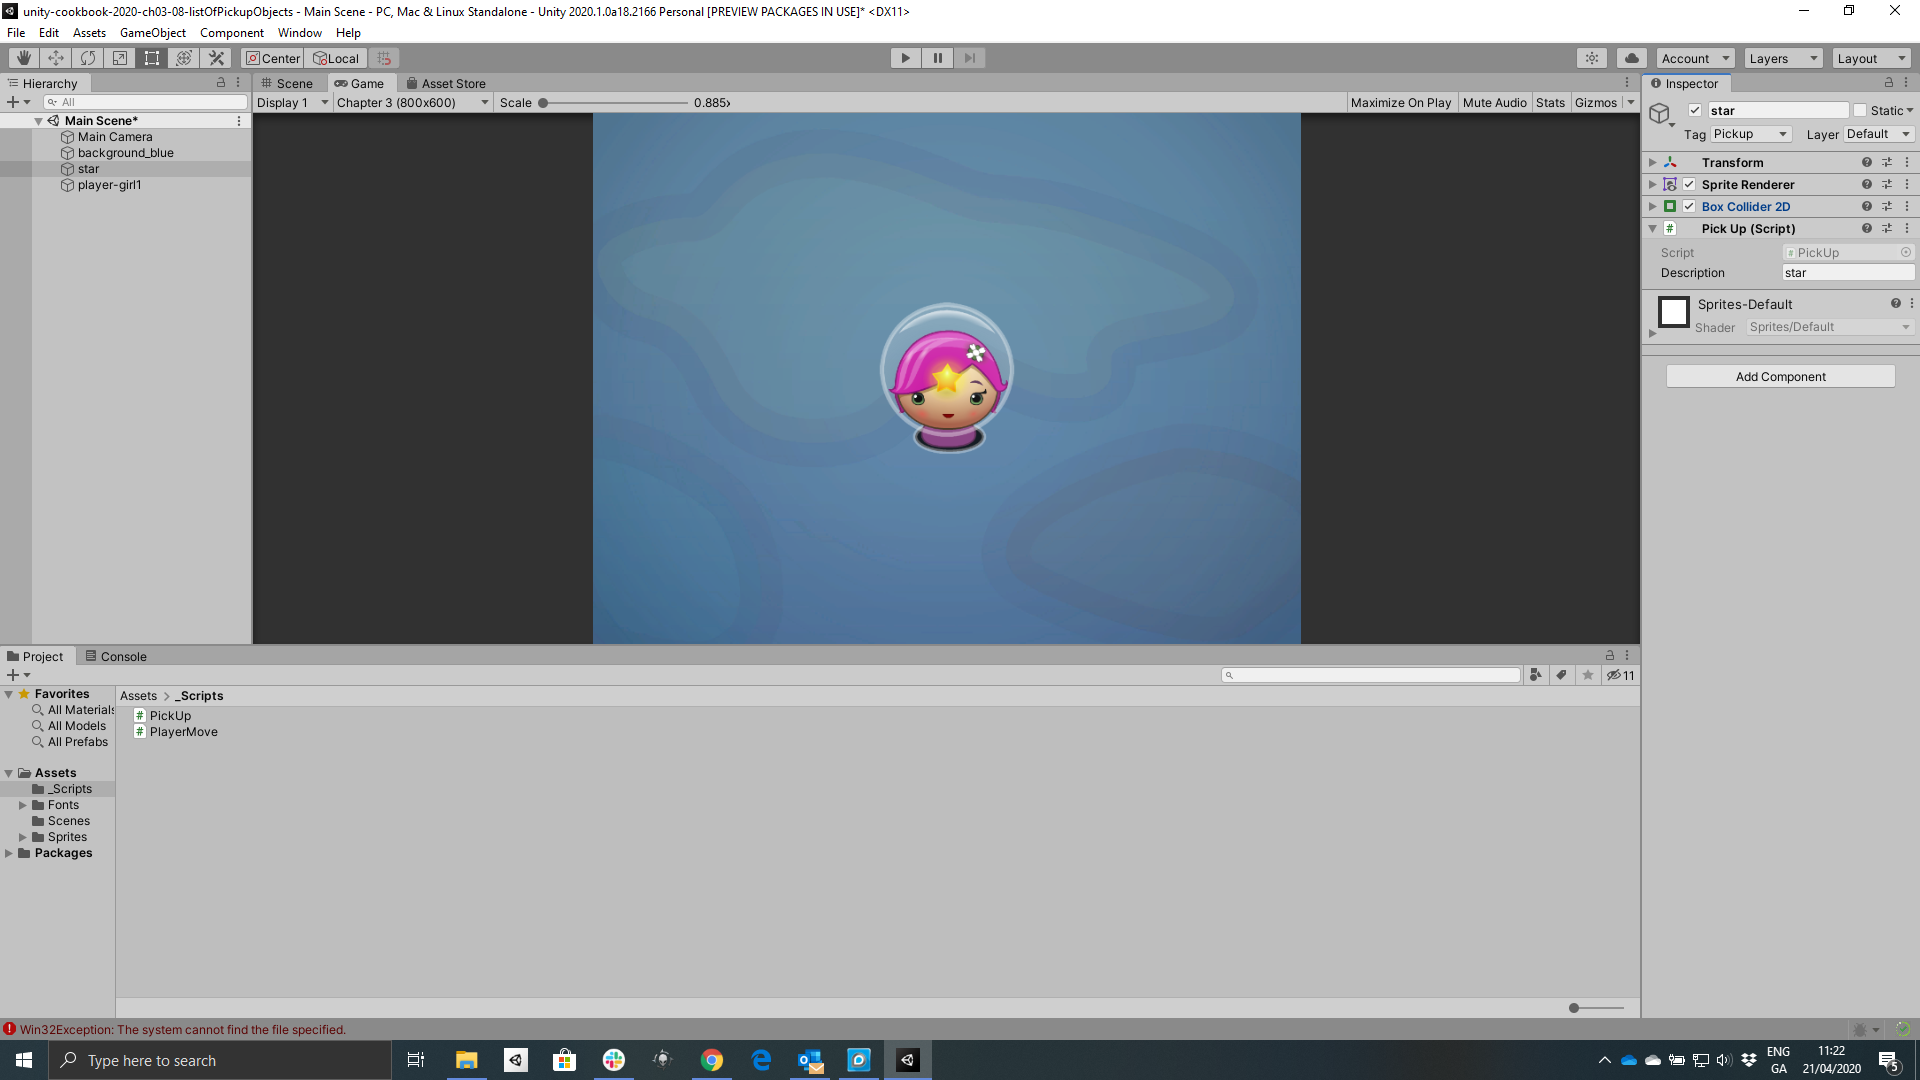 unity-cookbook-2020-ch03-08-listOfPickupObjects - Main Scene - PC, Mac & Linux Standalone - Unity 2020.1.0a18.2166 Personal [PREVIEW PACKAGES IN USE]* <DX11>
File Edit Assets GameObject Component Window Help
Center Local Account Layers Layout
Hierarchy
All
Main Scene*
Main Camera
background_blue
star
player-girl1
Scene Game Asset Store
Display 1 Chapter 3 (800x600) Scale 0.885x Maximize On Play Mute Audio Stats Gizmos
Inspector
star Static
Tag Pickup Layer Default
Transform
Sprite Renderer
Box Collider 2D
Pick Up (Script)
Script PickUp
Description star
Sprites-Default
Shader Sprites/Default
Add Component
Project Console
11
Favorites
All Materials
All Models
All Prefabs
Assets
_Scripts
Fonts
Scenes
Sprites
Packages
Assets > _Scripts
PickUp
PlayerMove
Win32Exception: The system cannot find the file specified.
Type here to search
ENG
GA
11:22
21/04/2020
5